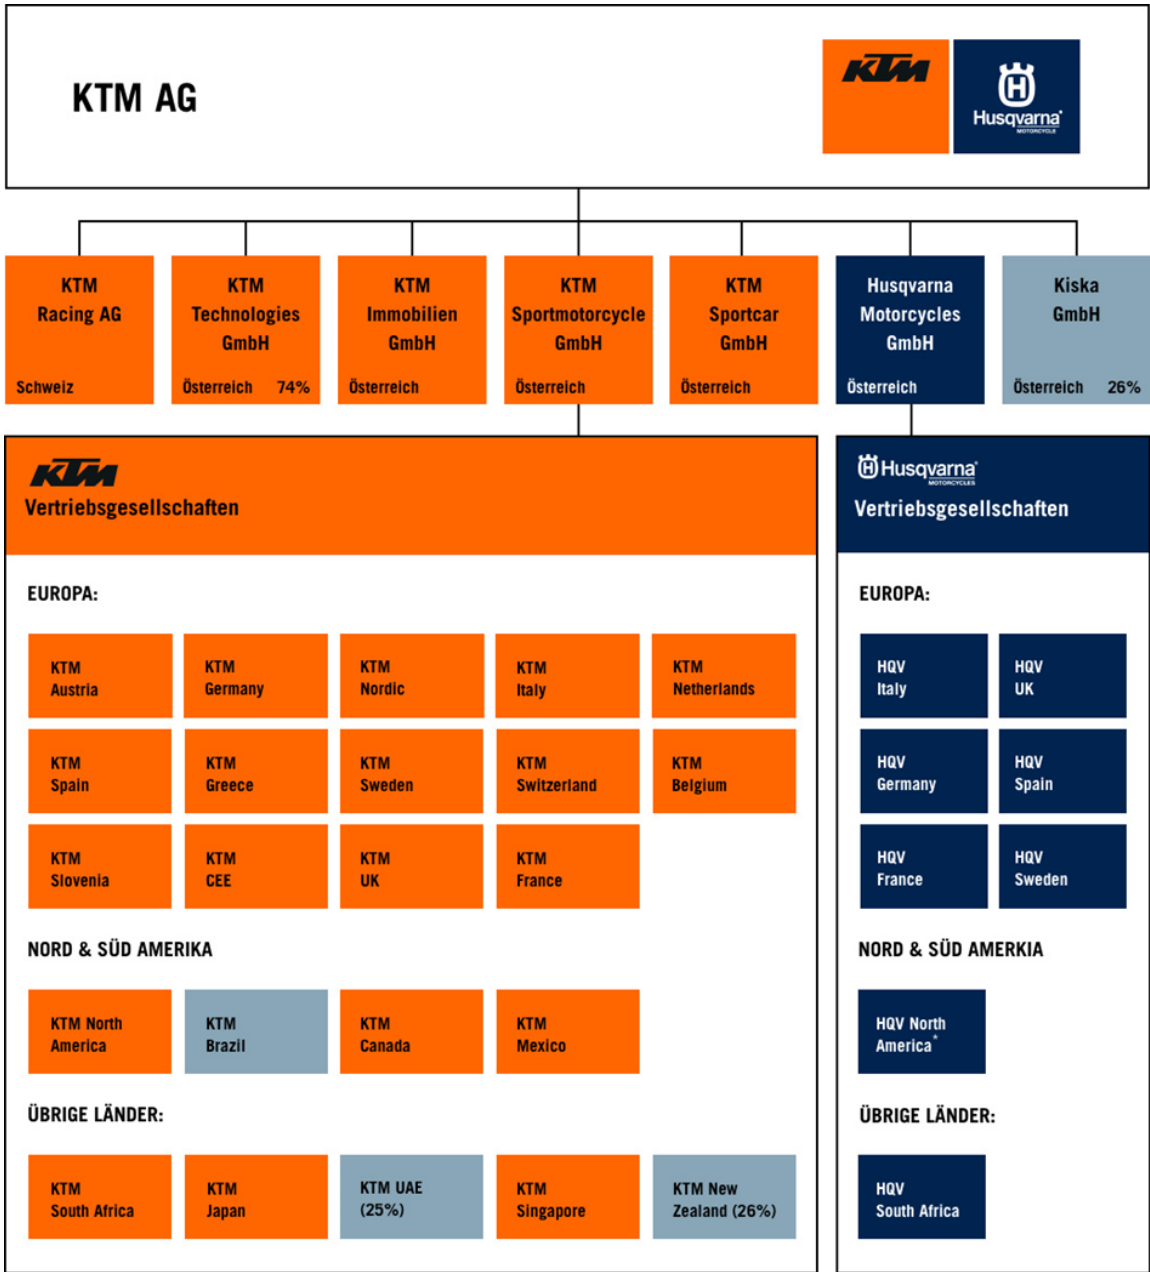 KTM AG
KTM
Husqvarna
MOTORCYCLE
KTM
Racing AG
Schweiz
KTM
Technologies
GmbH
Österreich 74%
KTM
Immobilien
GmbH
Österreich
KTM
Sportmotorcycle
GmbH
Österreich
KTM
Sportcar
GmbH
Österreich
Husqvarna
Motorcycles
GmbH
Österreich
Kiska
GmbH
Österreich 26%
KTM
Vertriebsgesellschaften
EUROPA:
KTM
Austria
KTM
Germany
KTM
Nordic
KTM
Italy
KTM
Netherlands
KTM
Spain
KTM
Greece
KTM
Sweden
KTM
Switzerland
KTM
Belgium
KTM
Slovenia
KTM
CEE
KTM
UK
KTM
France
NORD & SÜD AMERIKA
KTM North
America
KTM
Brazil
KTM
Canada
KTM
Mexico
ÜBRIGE LÄNDER:
KTM
South Africa
KTM
Japan
KTM UAE
(25%)
KTM
Singapore
KTM New
Zealand (26%)
Husqvarna
MOTORCYCLES
Vertriebsgesellschaften
EUROPA:
HQV
Italy
HQV
UK
HQV
Germany
HQV
Spain
HQV
France
HQV
Sweden
NORD & SÜD AMERKIA
HQV North
America*
ÜBRIGE LÄNDER:
HQV
South Africa